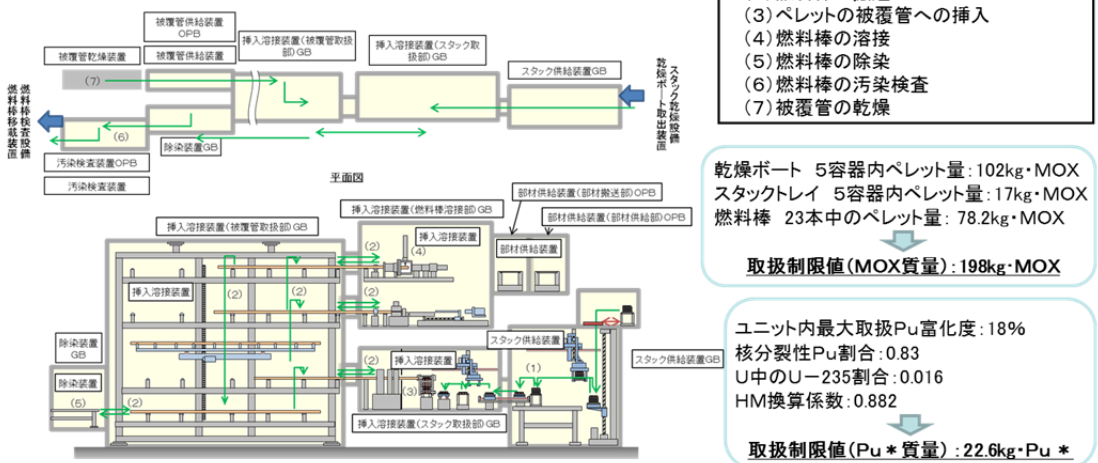 被覆管供給装置
OPB
被覆管乾燥装置
被覆管供給装置
挿入溶接装置(被覆管取扱
部)GB
挿入溶接装置(スタック取
扱部)GB
スタック供給装置GB
(7)
(6)
燃料棒検査設備
燃料棒移載装置
スタック乾燥設備
乾燥ボート取出装置
除染装置GB
汚染検査装置OPB
汚染検査装置
平面図
(3)ペレットの被覆管への挿入
(4)燃料棒の溶接
(5)燃料棒の除染
(6)燃料棒の汚染検査
(7)被覆管の乾燥
乾燥ボート 5容器内ペレット量:102kg・MOX
スタックトレイ 5容器内ペレット量:17kg・MOX
燃料棒 23本中のペレット量: 78.2kg・MOX
取扱制限値(MOX質量):198kg・MOX
ユニット内最大取扱Pu富化度:18%
核分裂性Pu割合:0.83
U中のU-235割合:0.016
HM換算係数:0.882
取扱制限値(Pu*質量):22.6kg・Pu *
部材供給装置(部材搬送部)OPB
挿入溶接装置(燃料棒溶接部)GB
部材供給装置(部材供給部)OPB
挿入溶接装置(被覆管取扱部)GB
挿入溶接装置
部材供給装置
(2)
(4)
挿入溶接装置
(2)
(2)
(2)
スタック供給装置
除染装置
GB
挿入溶接装置
スタック供給装置GB
(2)
(1)
除染装置
(3)
(5)
(2)
挿入溶接装置(スタック取扱部)GB